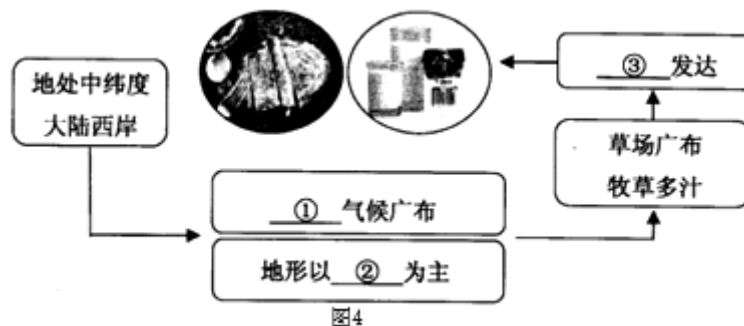 地处中纬度
大陆西岸
① 气候广布
地形以 ② 为主
草场广布
牧草多汁
③ 发达
图4